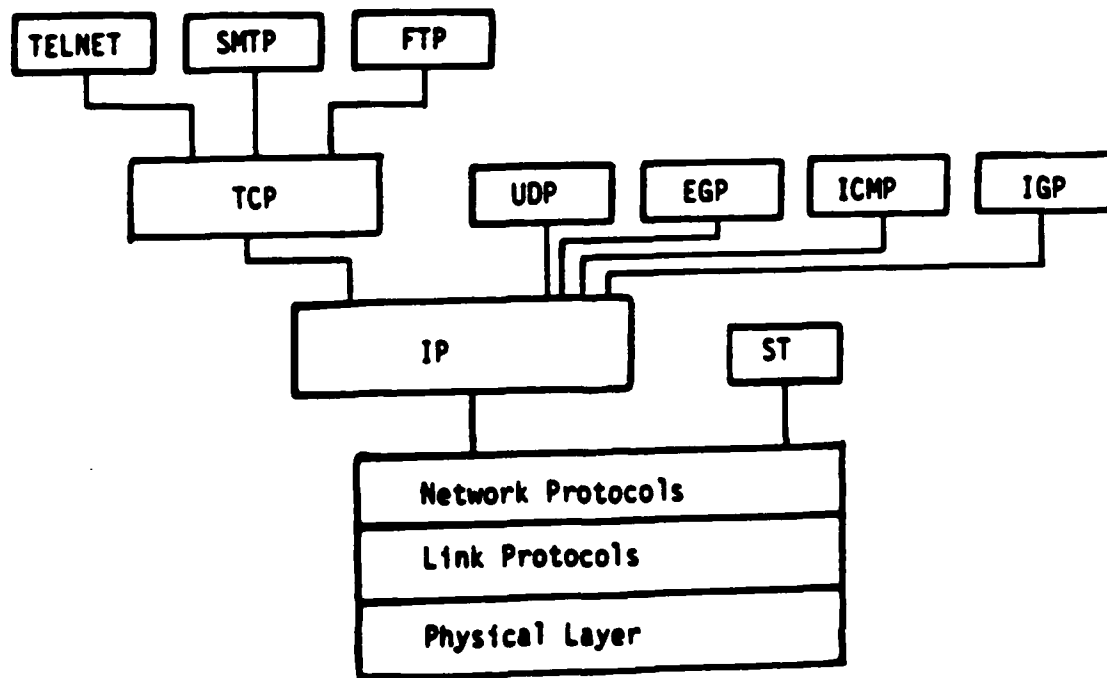 TELNET
SMTP
FTP
TCP
UDP
EGP
ICMP
IGP
IP
ST
Network Protocols
Link Protocols
Physical Layer